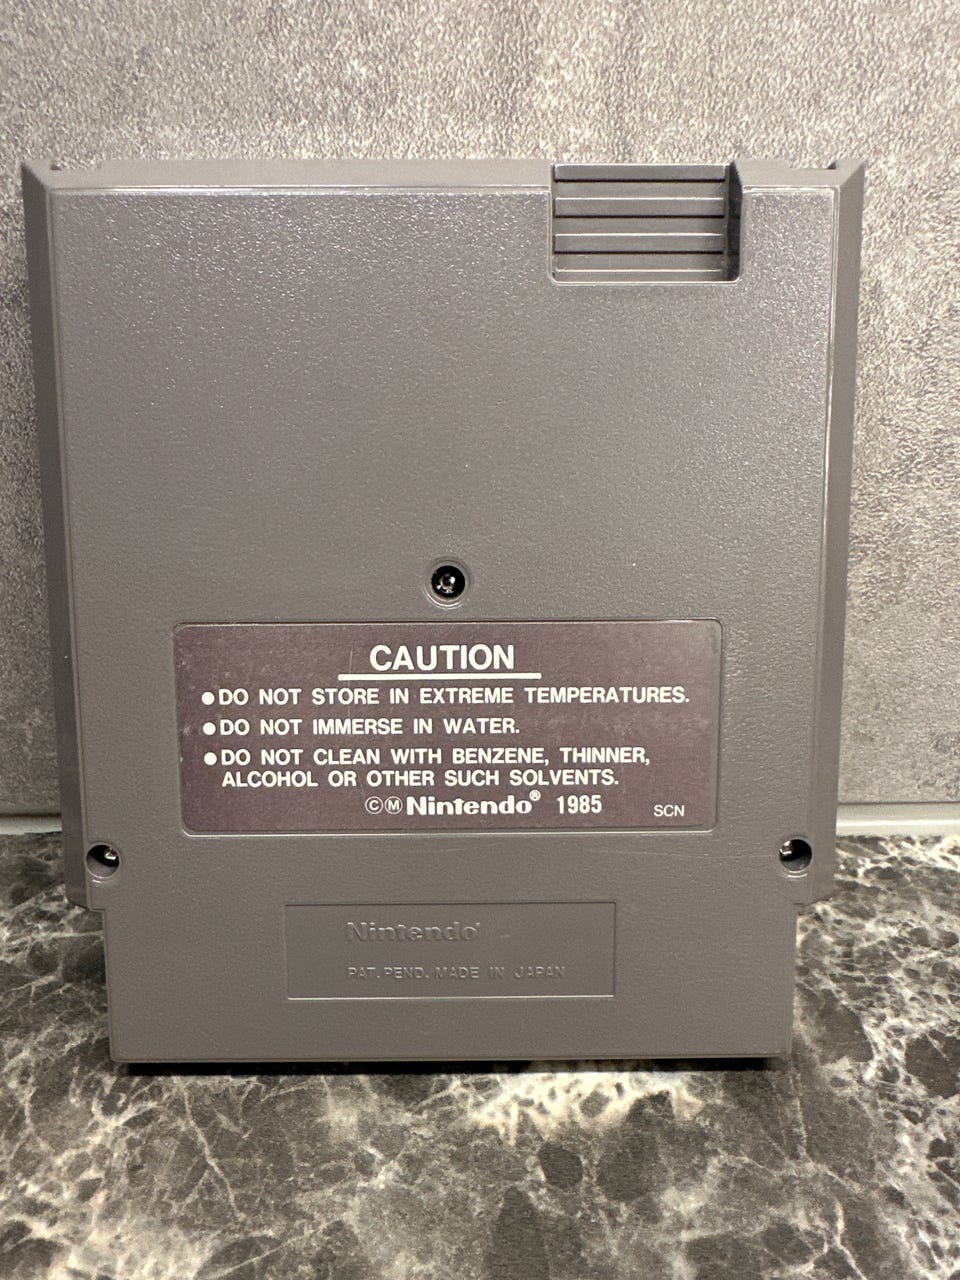 CAUTION
●DO NOT STORE IN EXTREME TEMPERATURES.
●DO NOT IMMERSE IN WATER.
●DO NOT CLEAN WITH BENZENE, THINNER,
ALCOHOL OR OTHER SUCH SOLVENTS.
ⒸⓂNintendo® 1985 SCN
Nintendo®
PAT. PEND. MADE IN JAPAN